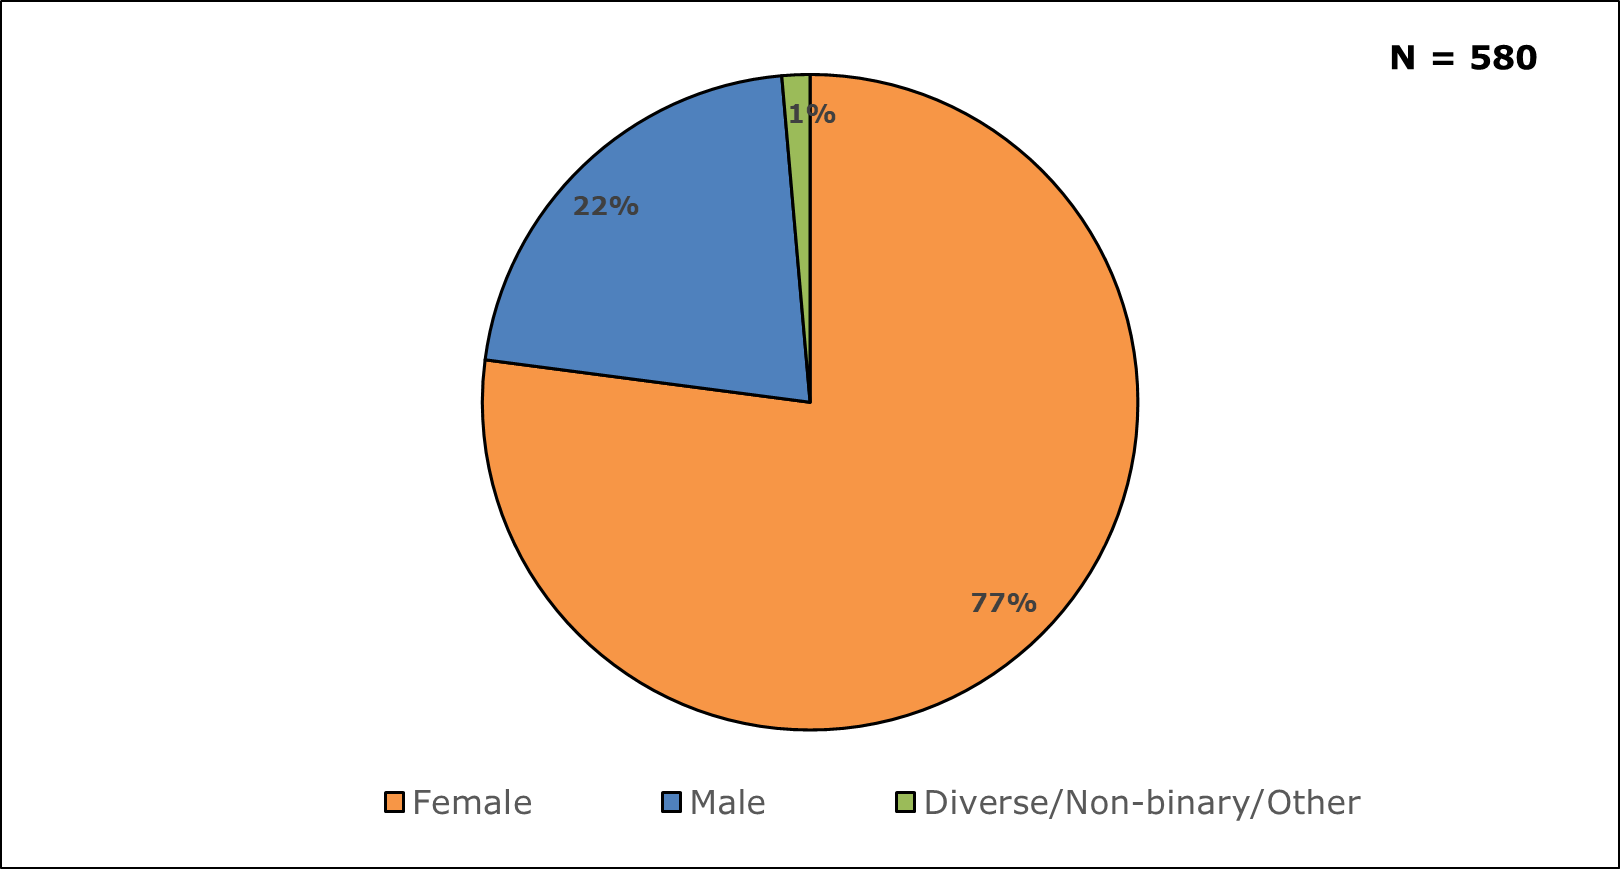 N = 580
1%
22%
77%
Female Male Diverse/Non-binary/Other